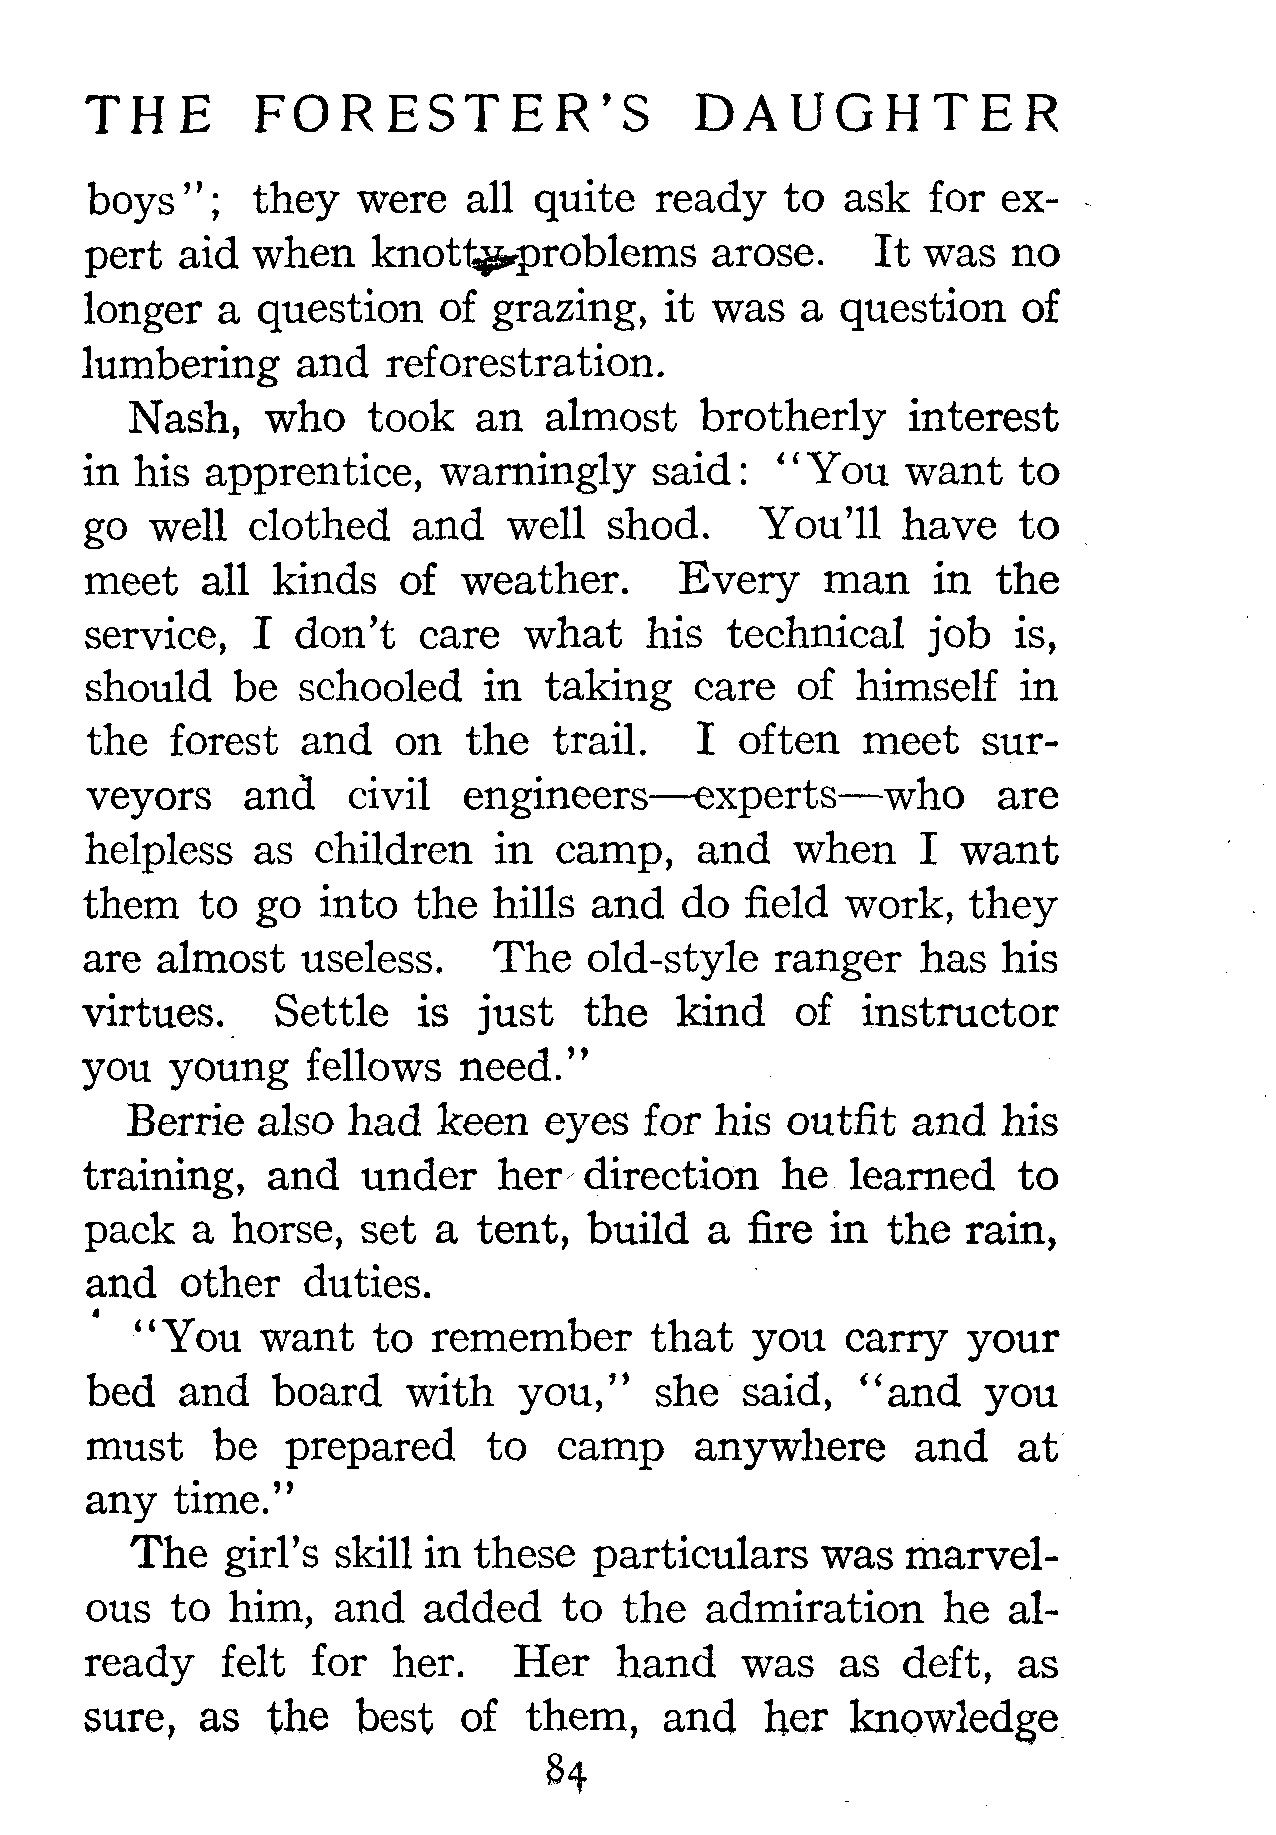 THE FORESTER'S DAUGHTER
boys"; they were all quite ready to ask for ex-
pert aid when knotty problems arose. It was no
longer a question of grazing, it was a question of
lumbering and reforestration.
Nash, who took an almost brotherly interest
in his apprentice, warningly said: "You want to
go well clothed and well shod. You'll have to
meet all kinds of weather. Every man in the
service, I don't care what his technical job is,
should be schooled in taking care of himself in
the forest and on the trail. I often meet sur-
veyors and civil engineers—experts—who are
helpless as children in camp, and when I want
them to go into the hills and do field work, they
are almost useless. The old-style ranger has his
virtues. Settle is just the kind of instructor
you young fellows need."
Berrie also had keen eyes for his outfit and his
training, and under her direction he learned to
pack a horse, set a tent, build a fire in the rain,
and other duties.
"You want to remember that you carry your
bed and board with you," she said, "and you
must be prepared to camp anywhere and at
any time."
The girl's skill in these particulars was marvel-
ous to him, and added to the admiration he al-
ready felt for her. Her hand was as deft, as
sure, as the best of them, and her knowledge
84